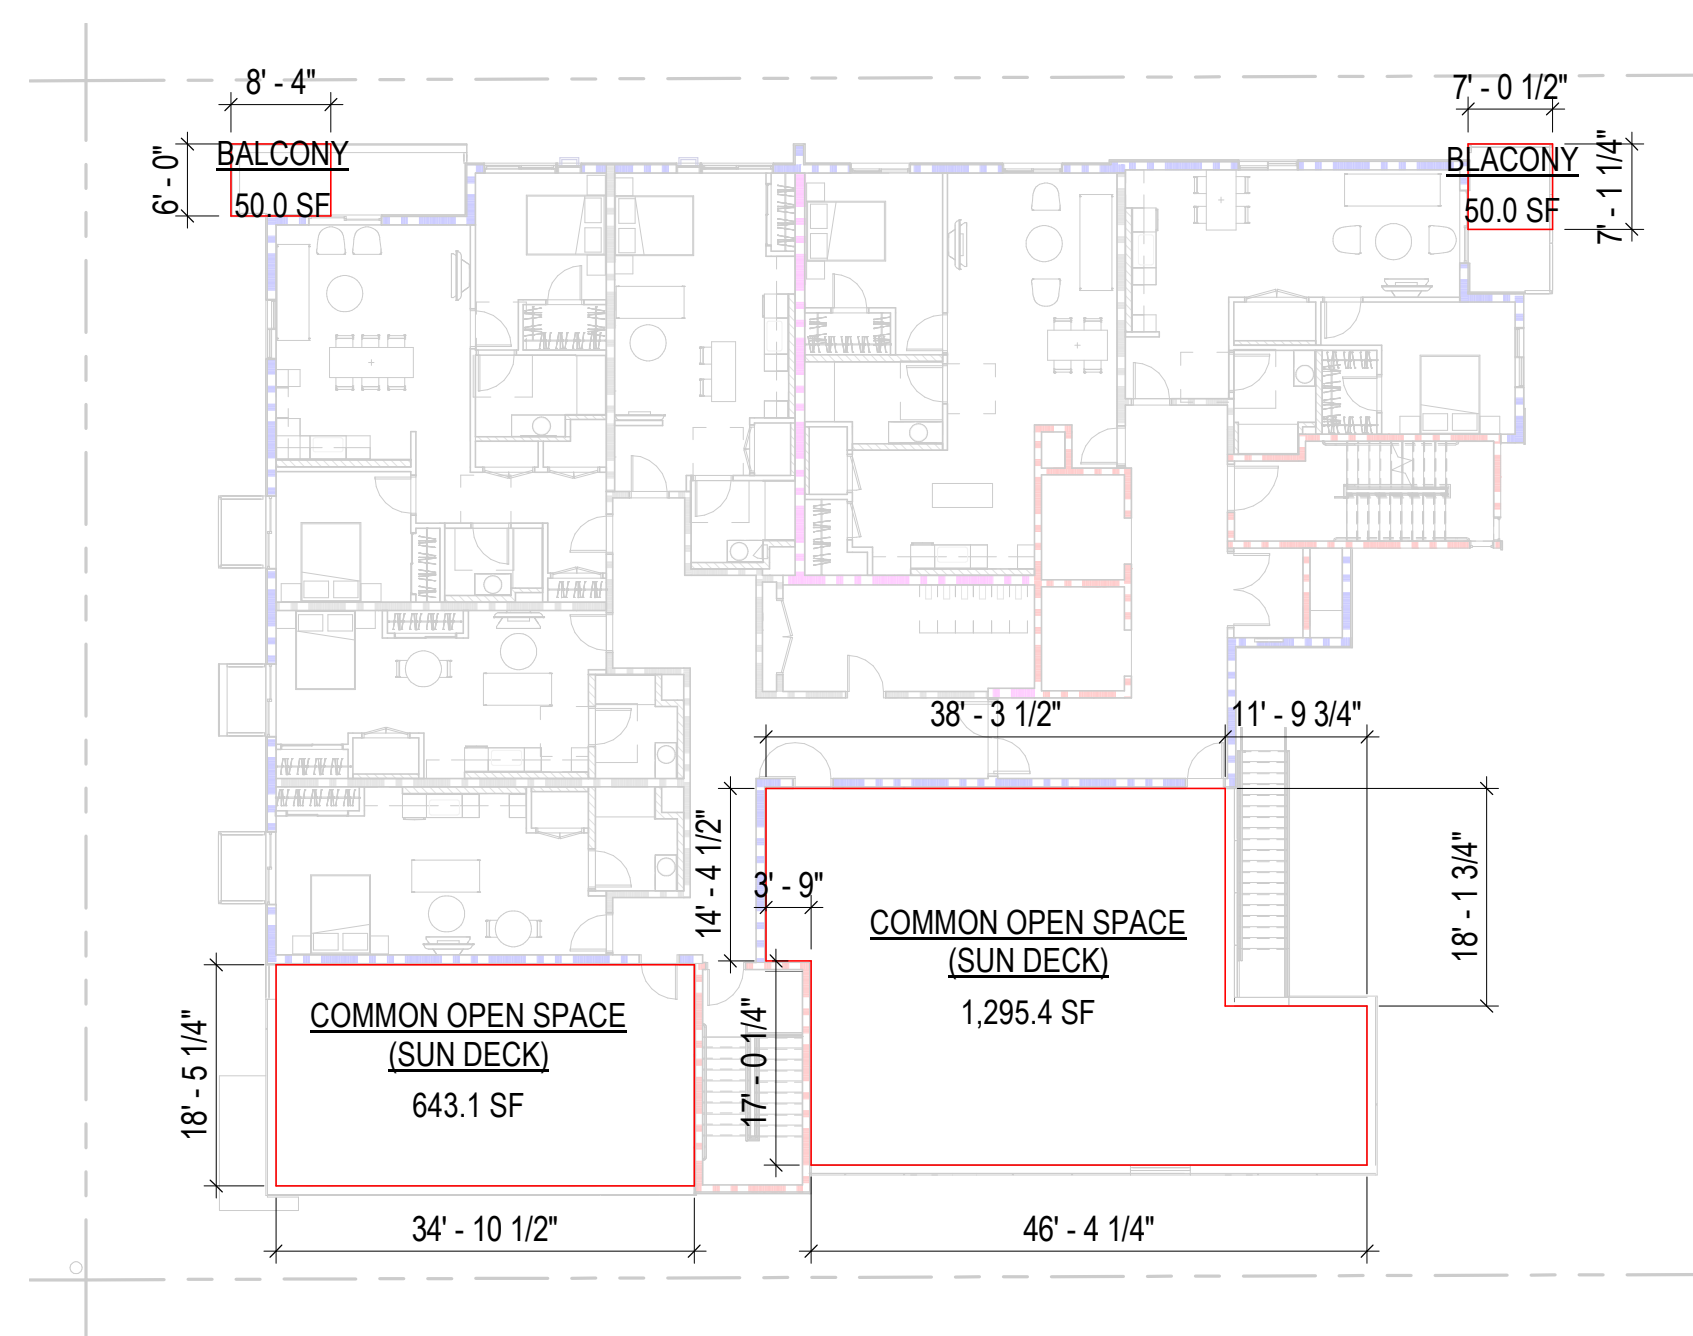 8' - 4"
7' - 0 1/2"
6' - 0"
BALCONY
50.0 SF
BLACONY
50.0 SF
7' - 1 1/4"
38' - 3 1/2"
11' - 9 3/4"
14' - 4 1/2"
3' - 9"
18' - 1 3/4"
COMMON OPEN SPACE
(SUN DECK)
1,295.4 SF
17' - 0 1/4"
18' - 5 1/4"
COMMON OPEN SPACE
(SUN DECK)
643.1 SF
34' - 10 1/2"
46' - 4 1/4"